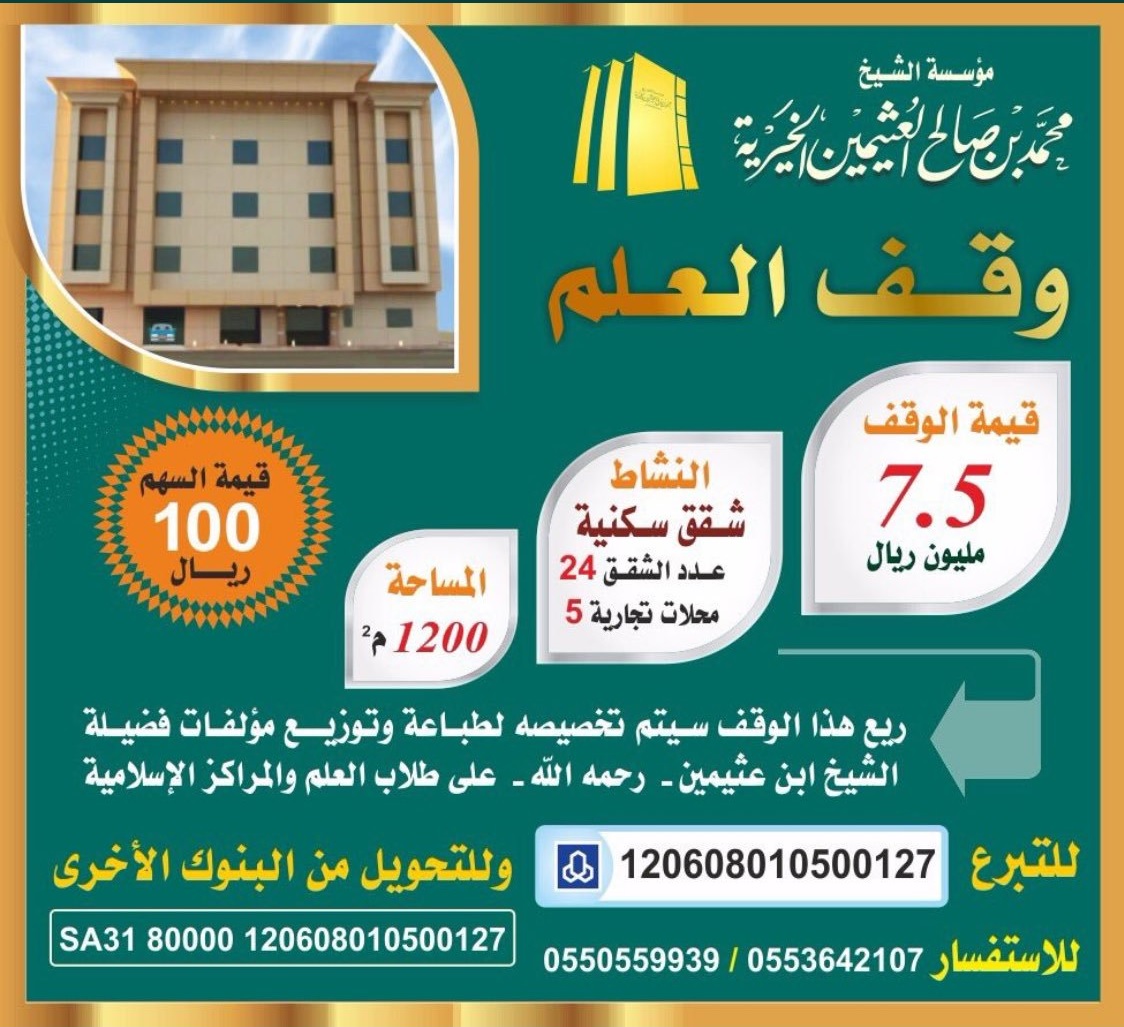 مؤسسة الشيخ
محمد بن صالح العثيمين الخيرية
وقف العلم
قيمة الوقف
7.5
مليون ريال
النشاط
شقق سكنية
عدد الشقق 24
محلات تجارية 5
المساحة
1200 م²
قيمة السهم
100
ريال
ريع هذا الوقف سيتم تخصيصه لطباعة وتوزيع مؤلفات فضيلة
الشيخ ابن عثيمين - رحمه الله - على طلاب العلم والمراكز الإسلامية
للتبرع 120608010500127
وللتحويل من البنوك الأخرى
SA31 80000 120608010500127
للاستفسار 0553642107 / 0550559939